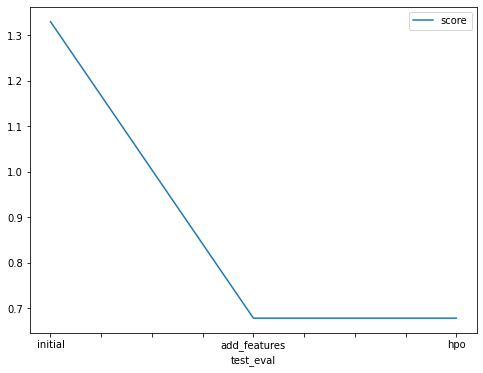 score
1.3
1.2
1.1
1.0
0.9
0.8
0.7
initial add_features hpo
test_eval